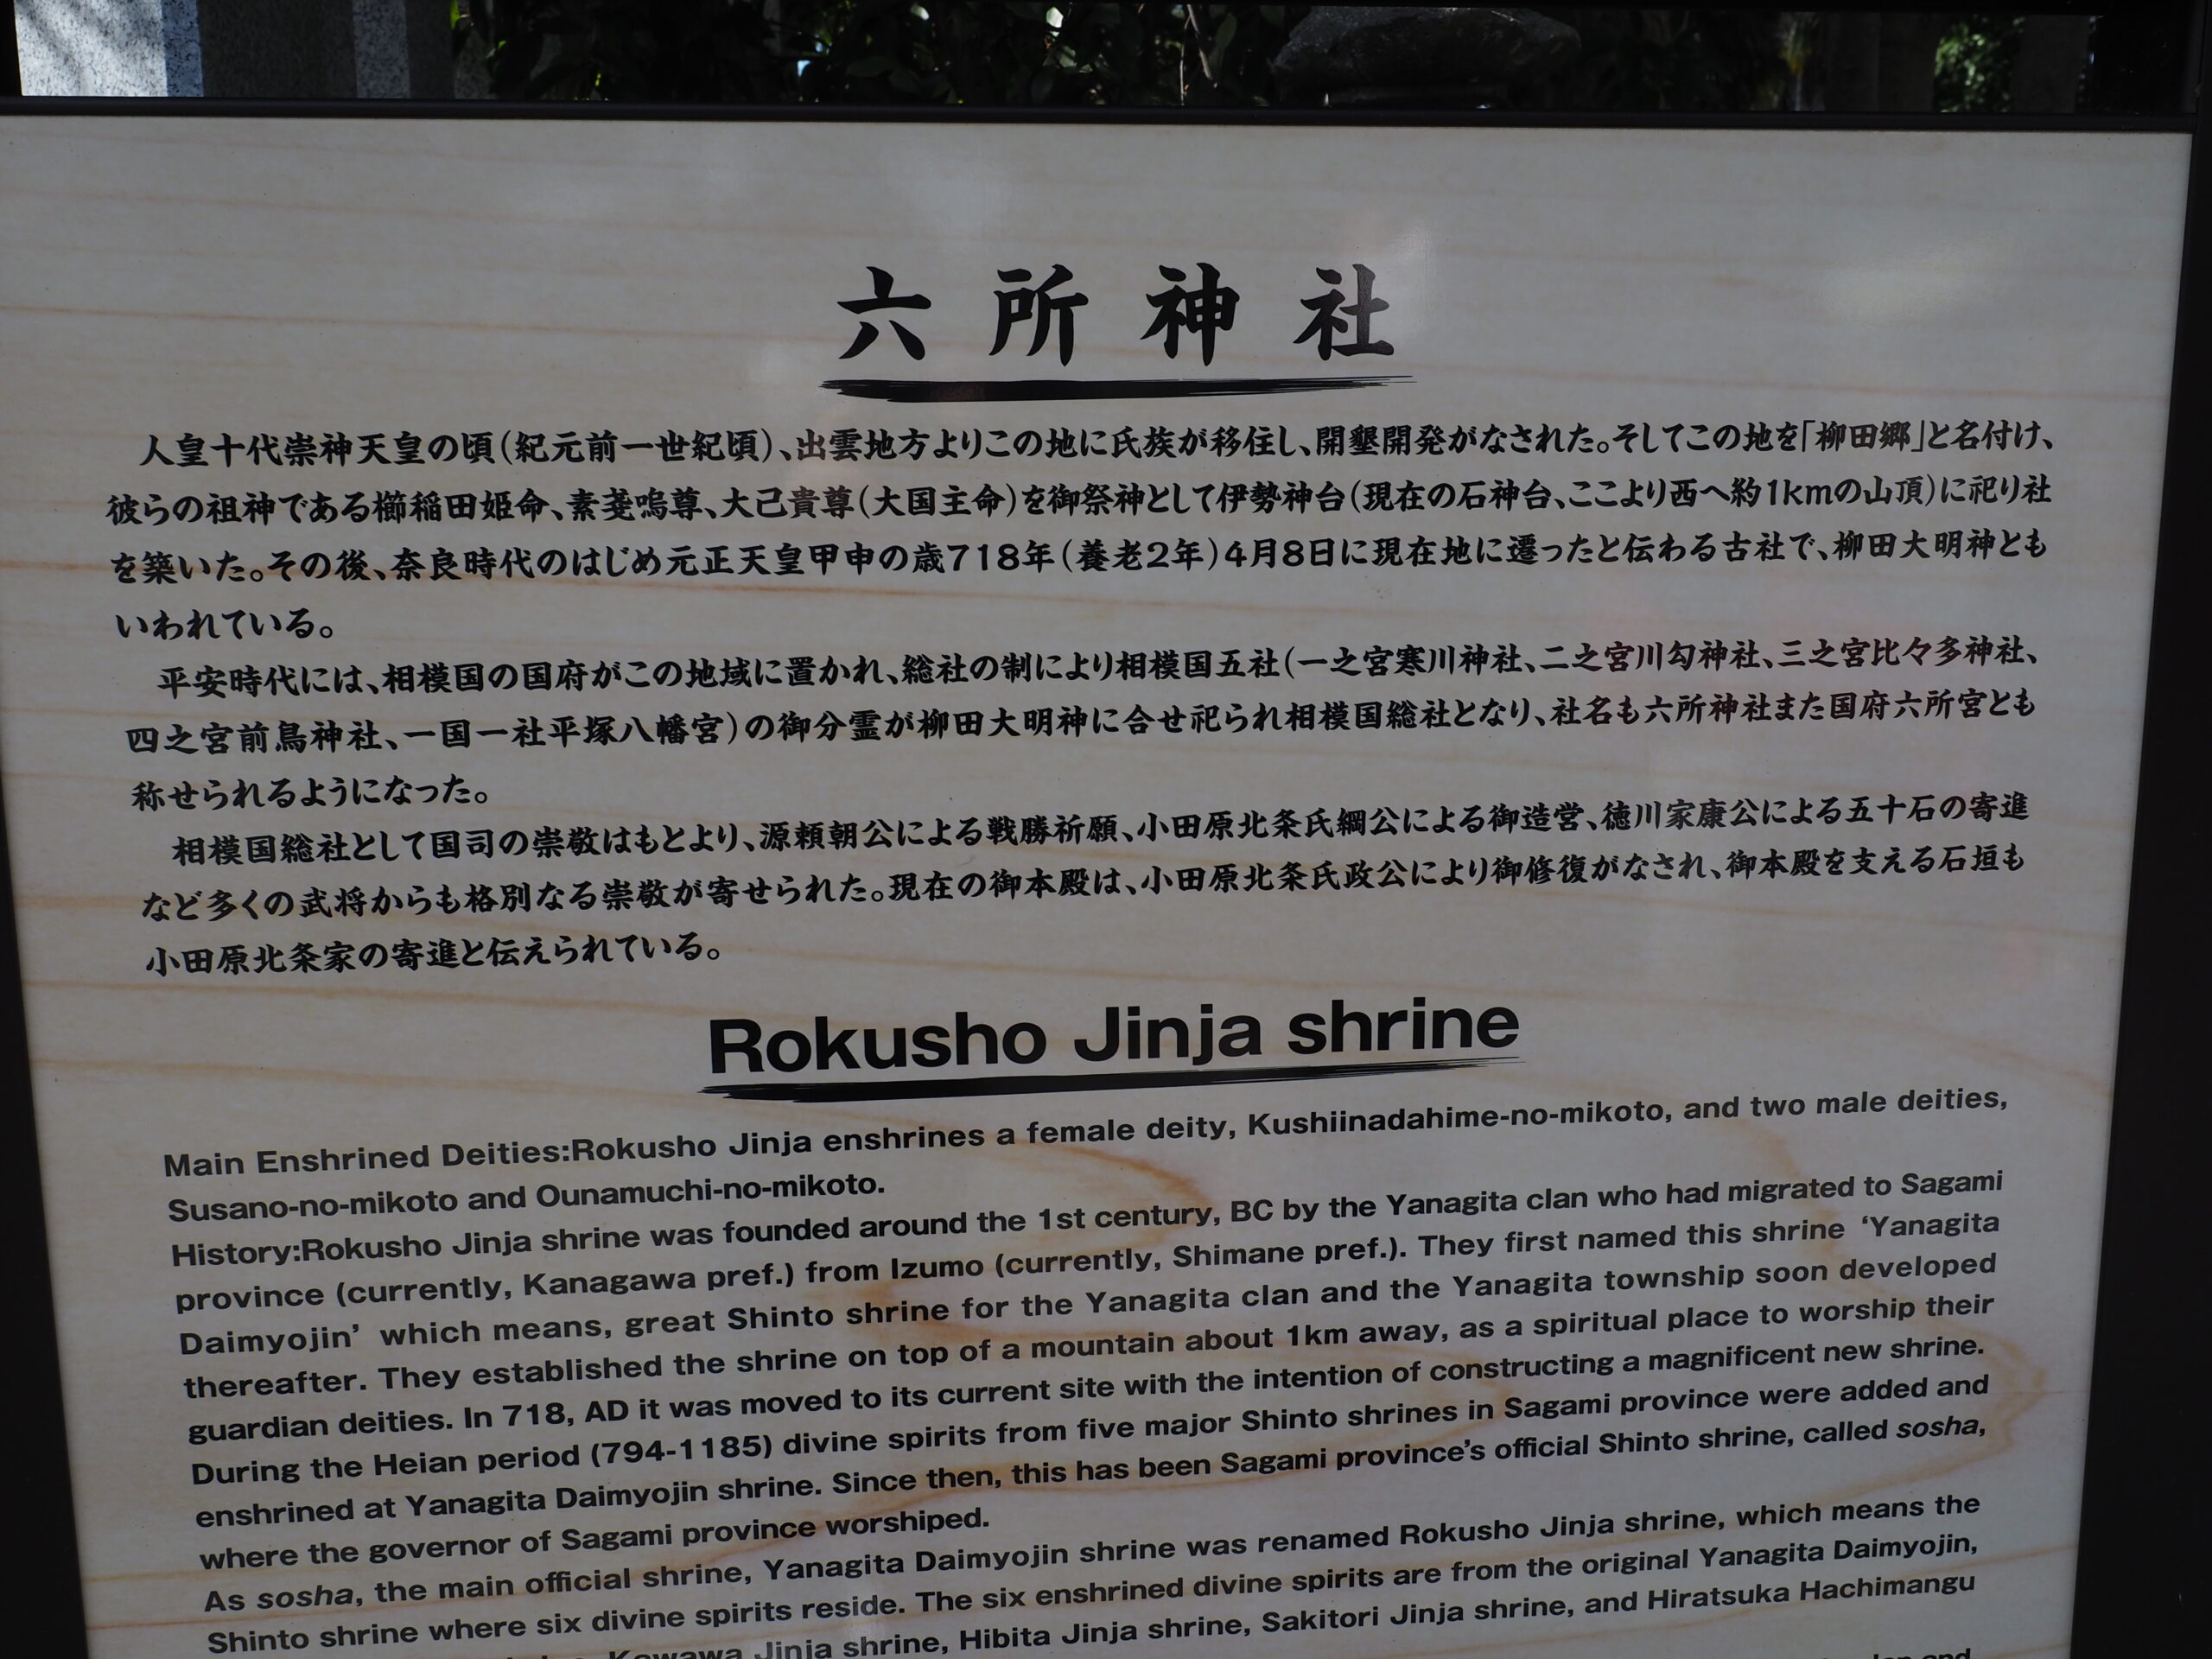 六所神社
人皇十代崇神天皇の頃(紀元前一世紀頃)、出雲地方よりこの地に氏族が移住し、開墾開発がなされた。そしてこの地を「柳田郷」と名付け、
彼らの祖神である櫛稲田姫命、素戔嗚尊、大己貴尊(大国主命)を御祭神として伊勢神台(現在の石神台、ここより西へ約1kmの山頂)に祀り社
を築いた。その後、奈良時代のはじめ元正天皇甲申の歳718年(養老2年)4月8日に現在地に遷ったと伝わる古社で、柳田大明神とも
いわれている。
平安時代には、相模国の国府がこの地域に置かれ、総社の制により相模国五社(一之宮寒川神社、二之宮川勾神社、三之宮比々多神社、
四之宮前鳥神社、一国一社平塚八幡宮)の御分霊が柳田大明神に合せ祀られ相模国総社となり、社名も六所神社また国府六所宮とも
称せられるようになった。
相模国総社として国司の崇敬はもとより、源頼朝公による戦勝祈願、小田原北条氏綱公による御造営、徳川家康公による五十石の寄進
など多くの武将からも格別なる崇敬が寄せられた。現在の御本殿は、小田原北条氏政公により御修復がなされ、御本殿を支える石垣も
小田原北条家の寄進と伝えられている。
Rokusho Jinja shrine
Main Enshrined Deities:Rokusho Jinja enshrines a female deity, Kushiinadahime-no-mikoto, and two male deities,
Susano-no-mikoto and Ounamuchi-no-mikoto.
History:Rokusho Jinja shrine was founded around the 1st century, BC by the Yanagita clan who had migrated to Sagami
province (currently, Kanagawa pref.) from Izumo (currently, Shimane pref.). They first named this shrine ‘Yanagita
Daimyojin’ which means, great Shinto shrine for the Yanagita clan and the Yanagita township soon developed
thereafter. They established the shrine on top of a mountain about 1km away, as a spiritual place to worship their
guardian deities. In 718, AD it was moved to its current site with the intention of constructing a magnificent new shrine.
During the Heian period (794-1185) divine spirits from five major Shinto shrines in Sagami province were added and
enshrined at Yanagita Daimyojin shrine. Since then, this has been Sagami province’s official Shinto shrine, called sosha,
where the governor of Sagami province worshiped.
As sosha, the main official shrine, Yanagita Daimyojin shrine was renamed Rokusho Jinja shrine, which means the
Shinto shrine where six divine spirits reside. The six enshrined divine spirits are from the original Yanagita Daimyojin,
Kawawa Jinja shrine, Hibita Jinja shrine, Sakitori Jinja shrine, and Hiratsuka Hachimangu